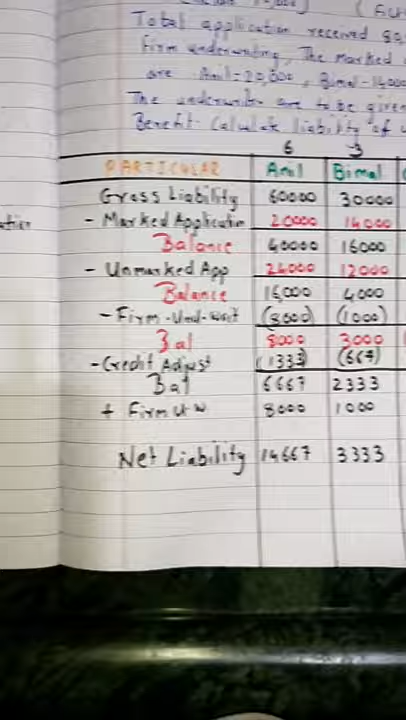 Total application received
Firm underwriting, The marked
are Anil-20,000, Bimal-14000
The underwriter are to be given
Benefit. Calculate liability of
6 3
PARTICULAR Anil Bimal
Gross Liability 60000 30000
- Marked Application 20000 14000
Balance 40000 16000
- Unmarked App 24000 12000
Balance 16,000 4000
- Firm-Und-writ (8000) (1000)
Bal 8000 3000
- Credit Adjust (1333) (667)
Bal 6667 2333
+ Firm U W 8000 1000
Net Liability 14667 3333